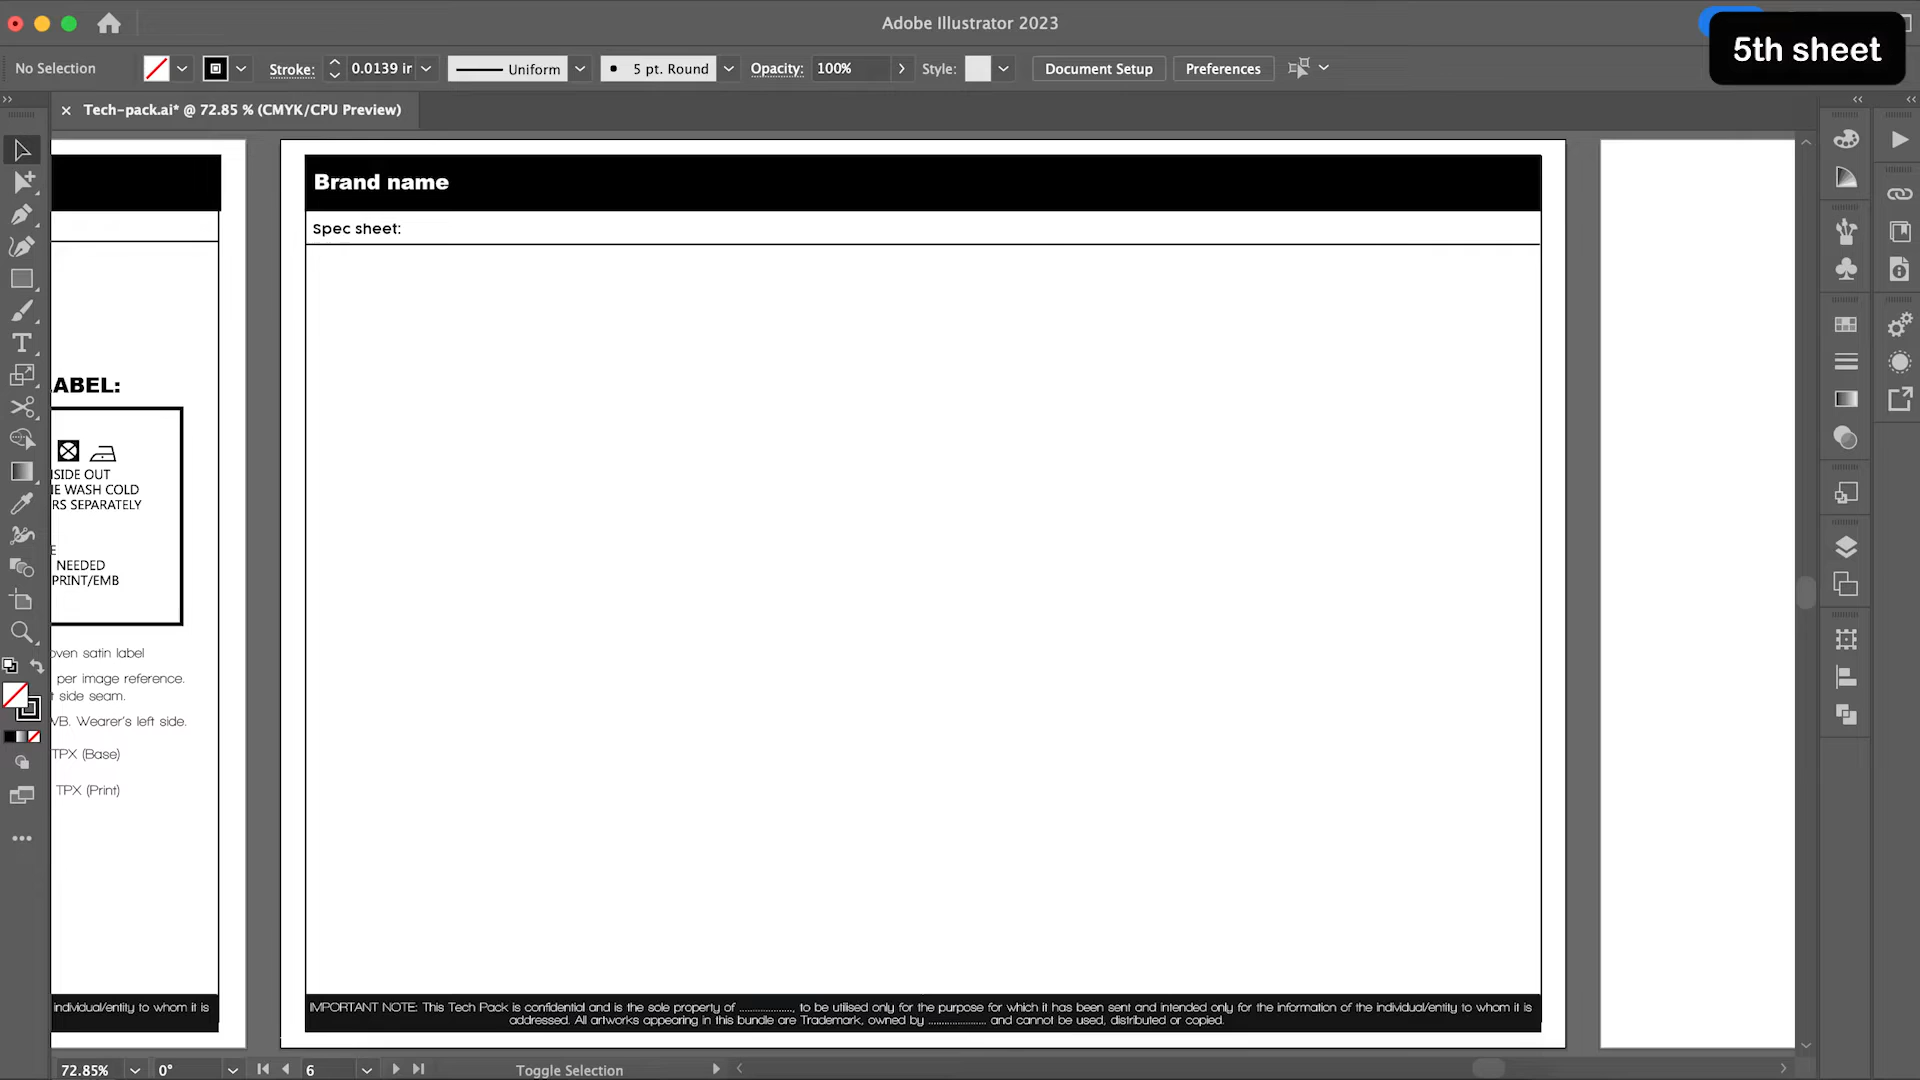 Adobe Illustrator 2023
5th sheet
No Selection
Stroke:
0.0139 ir
Uniform
5 pt. Round
Opacity:
100%
Style:
Document Setup
Preferences
Tech-pack.ai* @ 72.85 % (CMYK/CPU Preview)
Brand name
Spec sheet:
ABEL:
SIDE OUT
E WASH COLD
RS SEPARATELY
E
NEEDED
PRINT/EMB
oven satin label
per image reference.
t side seam.
VB. Wearer's left side.
TPX (Base)
TPX (Print)
individual/entity to whom it is
IMPORTANT NOTE: This Tech Pack is confidential and is the sole property of ...................., to be utilised only for the purpose for which it has been sent and intended only for the information of the individual/entity to whom it is
addressed. All artworks appearing in this bundle are Trademark, owned by ...................... and cannot be used, distributed or copied.
72.85%
0°
6
Toggle Selection